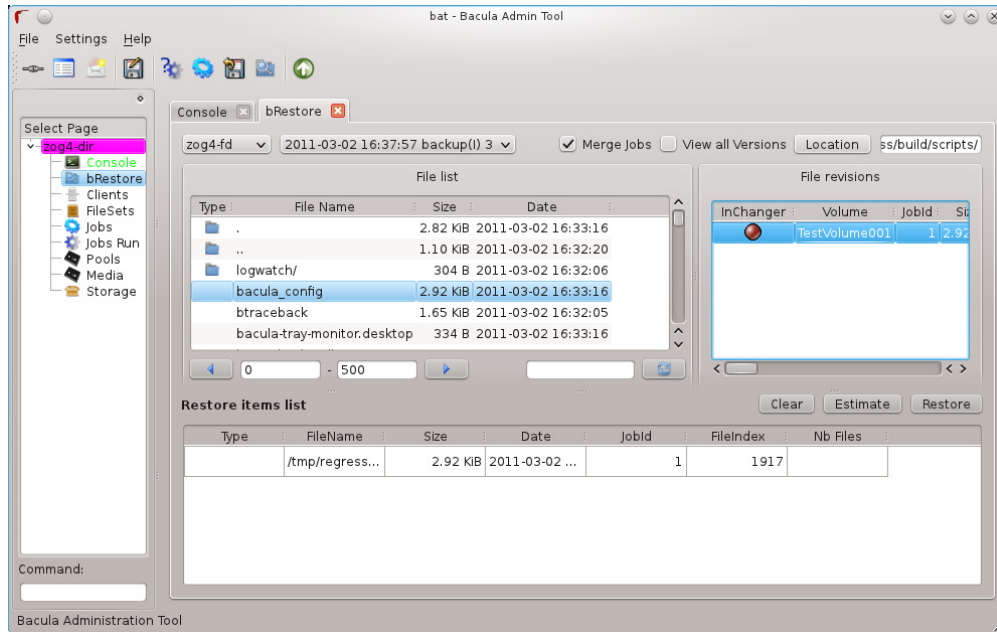 bat - Bacula Admin Tool
File Settings Help
Select Page
zog4-dir
Console
bRestore
Clients
FileSets
Jobs
Jobs Run
Pools
Media
Storage
Command:
Console bRestore
zog4-fd 2011-03-02 16:37:57 backup(I) 3 Merge Jobs View all Versions Location ss/build/scripts/
File list
Type File Name Size Date
. 2.82 KiB 2011-03-02 16:33:16
.. 1.10 KiB 2011-03-02 16:32:20
logwatch/ 304 B 2011-03-02 16:32:06
bacula_config 2.92 KiB 2011-03-02 16:33:16
btraceback 1.65 KiB 2011-03-02 16:32:05
bacula-tray-monitor.desktop 334 B 2011-03-02 16:33:16
0 - 500
File revisions
InChanger Volume JobId Si
TestVolume001 1 2.92
Restore items list Clear Estimate Restore
Type FileName Size Date JobId FileIndex Nb Files
/tmp/regress... 2.92 KiB 2011-03-02 ... 1 1917
Bacula Administration Tool